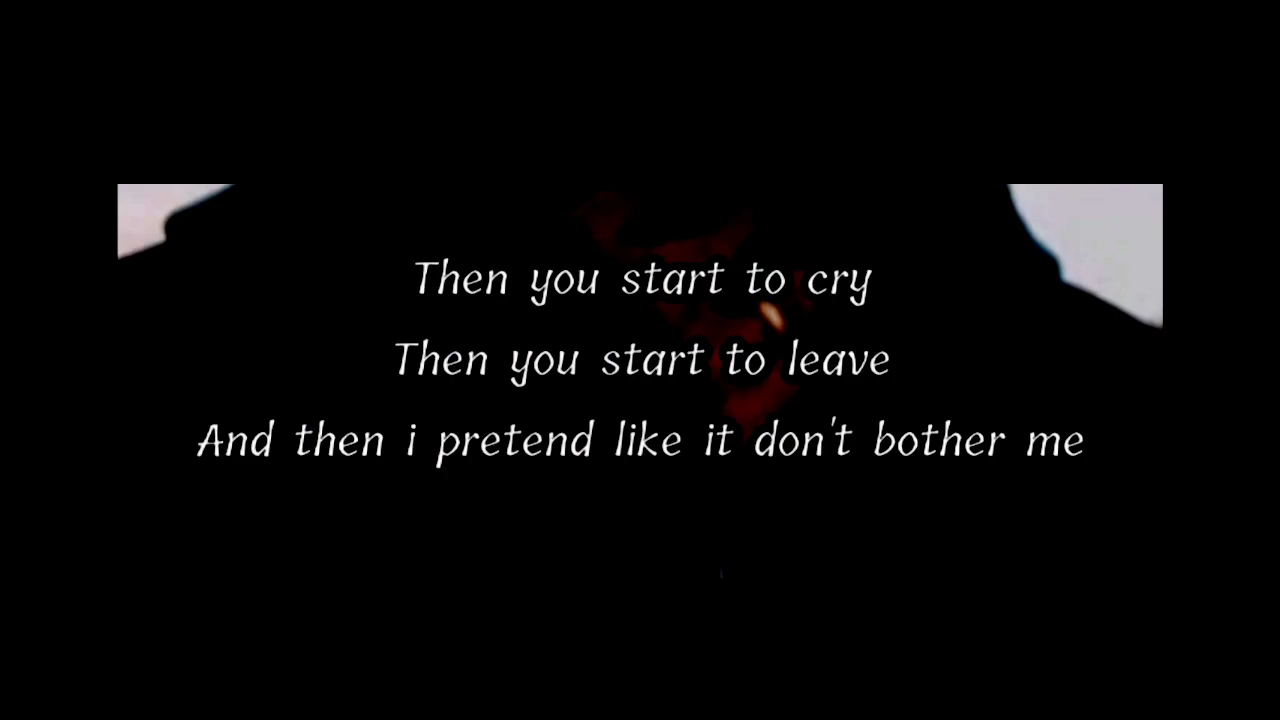 Then you start to cry
Then you start to leave
And then i pretend like it don't bother me